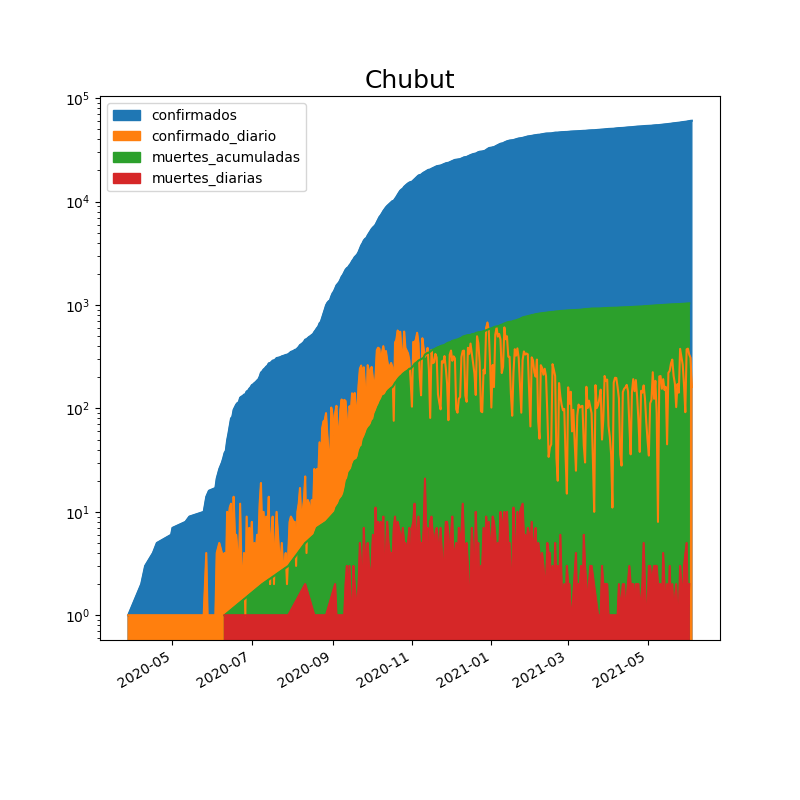 Chubut
confirmados
confirmado_diario
muertes_acumuladas
muertes_diarias
10^5
10^4
10^3
10^2
10^1
10^0
2020-05 2020-07 2020-09 2020-11 2021-01 2021-03 2021-05